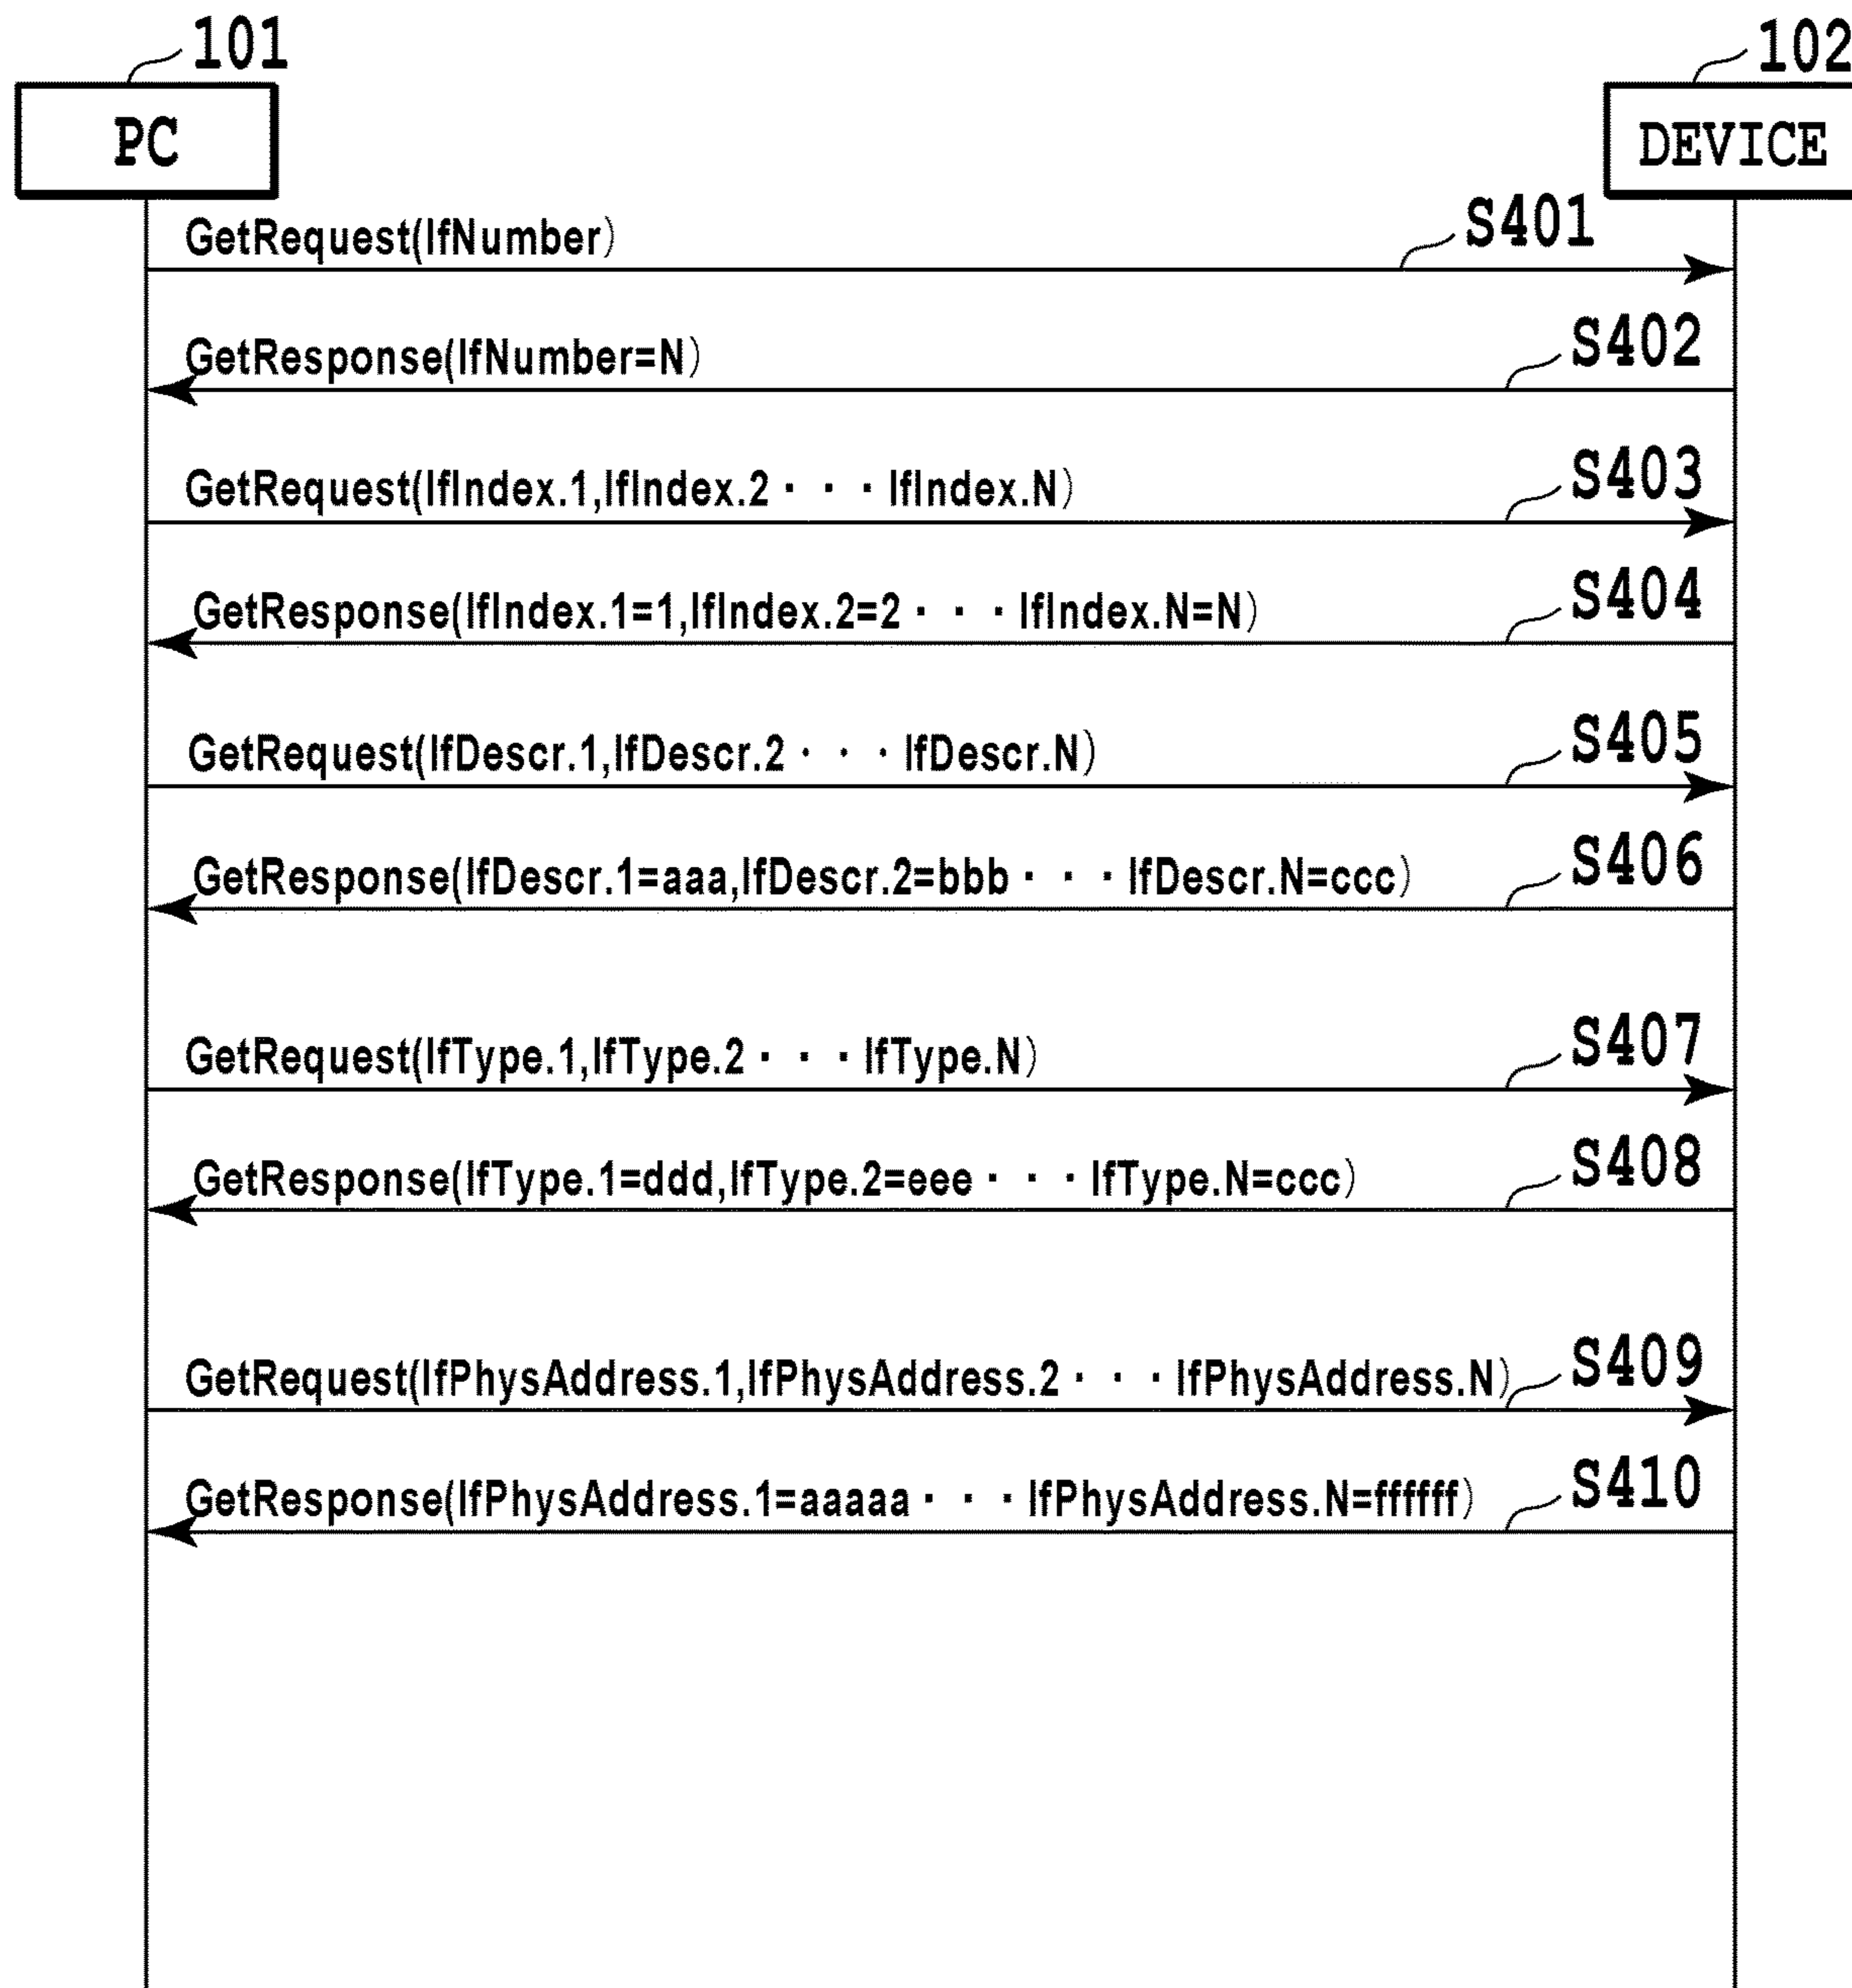 101
102
PC
DEVICE
GetRequest(IfNumber)
S401
GetResponse(IfNumber=N)
S402
GetRequest(IfIndex.1,IfIndex.2 · · · IfIndex.N)
S403
GetResponse(IfIndex.1=1,IfIndex.2=2 · · · IfIndex.N=N)
S404
GetRequest(IfDescr.1,IfDescr.2 · · · IfDescr.N)
S405
GetResponse(IfDescr.1=aaa,IfDescr.2=bbb · · · IfDescr.N=ccc)
S406
GetRequest(IfType.1,IfType.2 · · · IfType.N)
S407
GetResponse(IfType.1=ddd,IfType.2=eee · · · IfType.N=ccc)
S408
GetRequest(IfPhysAddress.1,IfPhysAddress.2 · · · IfPhysAddress.N)
S409
GetResponse(IfPhysAddress.1=aaaaa · · · IfPhysAddress.N=ffffff)
S410